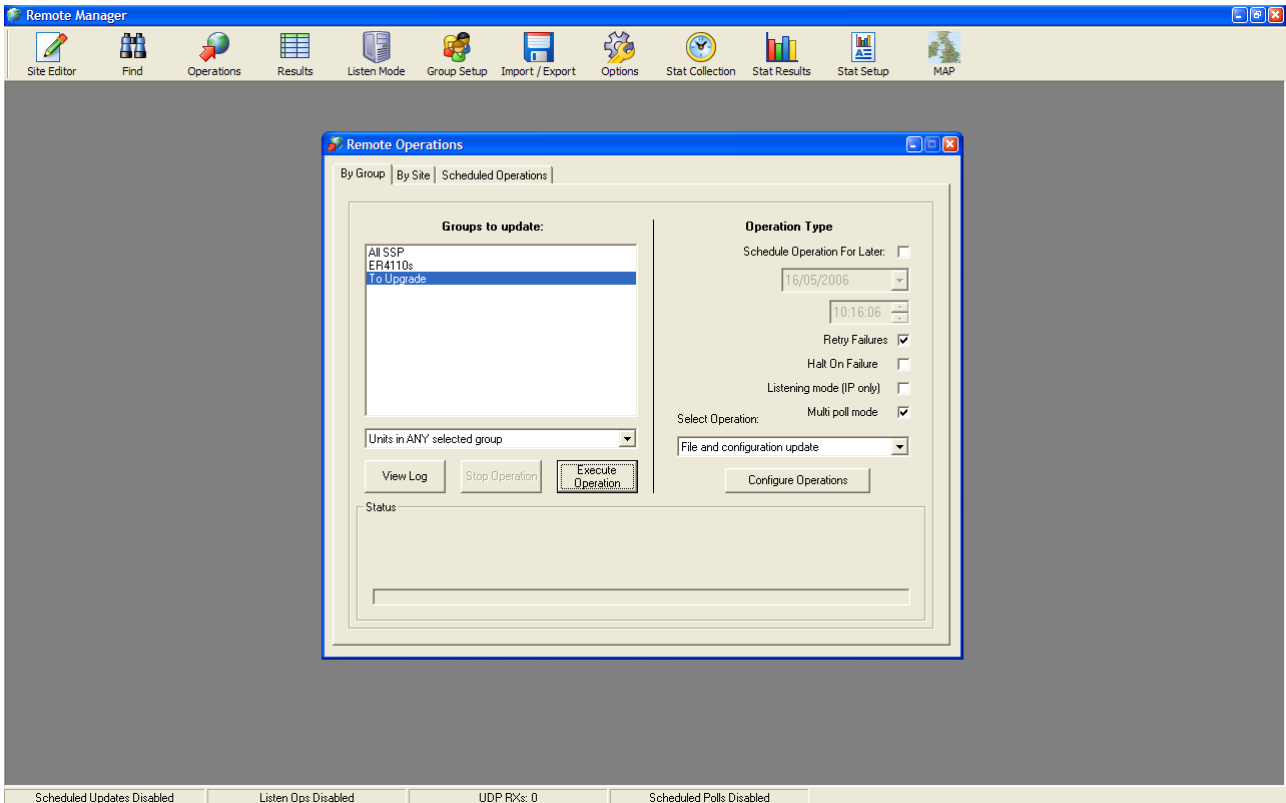 Remote Manager
Site Editor Find Operations Results Listen Mode Group Setup Import / Export Options Stat Collection Stat Results Stat Setup MAP
Remote Operations
By Group By Site Scheduled Operations
Groups to update:
All SSP
ER4110s
To Upgrade
Units in ANY selected group
View Log Stop Operation Execute
Operation
Operation Type
Schedule Operation For Later:
16/05/2006
10:16:06
Retry Failures
Halt On Failure
Listening mode (IP only)
Multi poll mode
Select Operation:
File and configuration update
Configure Operations
Status
Scheduled Updates Disabled Listen Ops Disabled UDP RXs: 0 Scheduled Polls Disabled